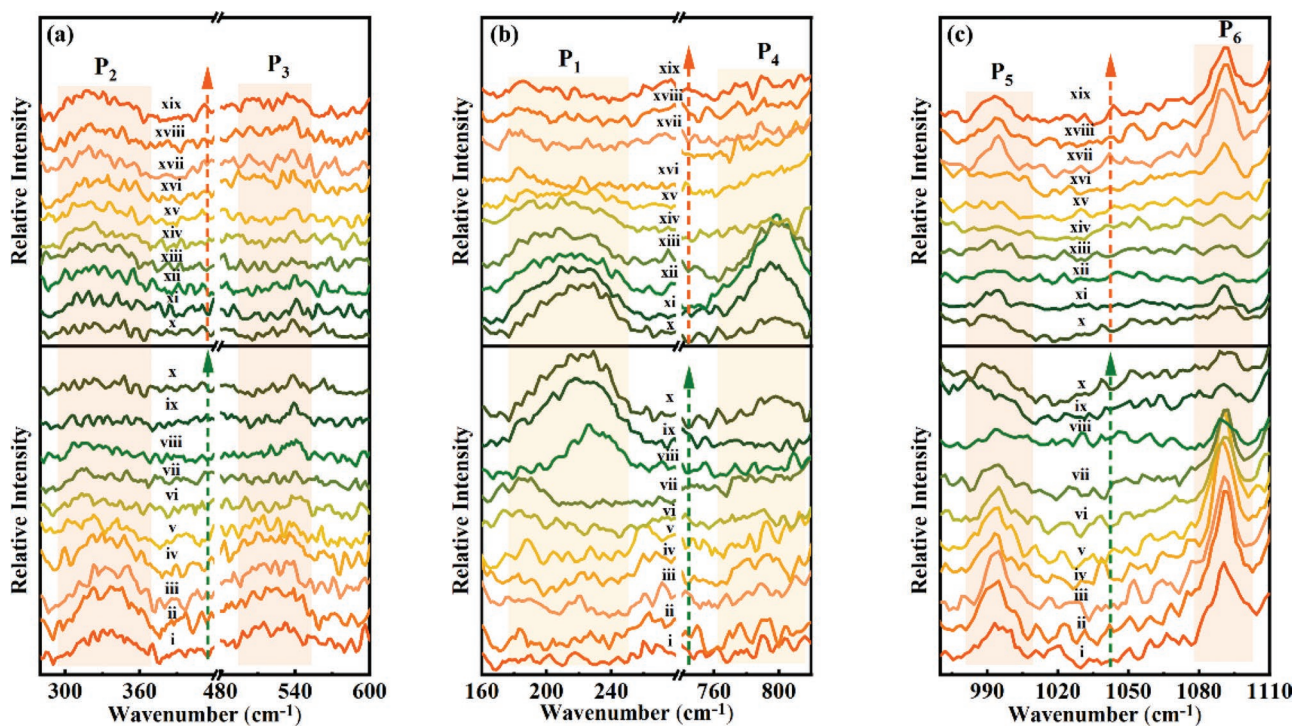 (a)
P2
P3
Relative Intensity
xix
xviii
xvii
xvi
xv
xiv
xiii
xii
xi
x
Relative Intensity
x
ix
viii
vii
vi
v
iv
iii
ii
i
300 360 420 480 540 600
Wavenumber (cm-1)
(b)
P1
P4
Relative Intensity
xix
xviii
xvii
xvi
xv
xiv
xiii
xii
xi
x
Relative Intensity
x
ix
viii
vii
vi
v
iv
iii
ii
i
160 200 240 760 800
Wavenumber (cm-1)
(c)
P5
P6
Relative Intensity
xix
xviii
xvii
xvi
xv
xiv
xiii
xii
xi
x
Relative Intensity
x
ix
viii
vii
vi
v
iv
iii
ii
i
990 1020 1050 1080 1110
Wavenumber (cm-1)